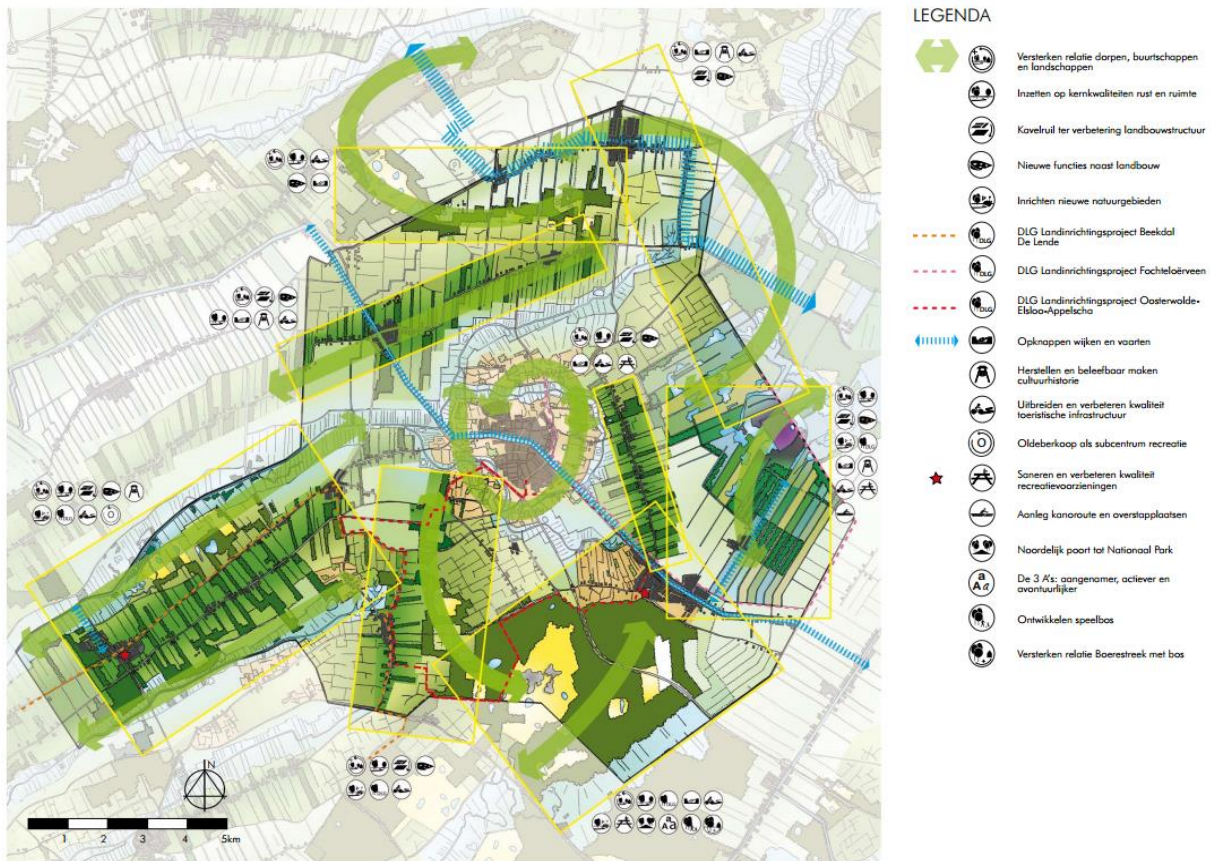 LEGENDA
Versterken relatie dorpen, buurtschappen
en landschappen
Inzetten op kernkwaliteiten rust en ruimte
Kavelruil ter verbetering landbouwstructuur
Nieuwe functies naast landbouw
Inrichten nieuwe natuurgebieden
DLG Landinrichtingsproject Beekdal
De Lende
DLG
DLG Landinrichtingsproject Fochteloërveen
DLG
DLG Landinrichtingsproject Oosterwolde-
Elsloo-Appelscha
DLG
Opknappen wijken en vaarten
Herstellen en beleefbaar maken
cultuurhistorie
Uitbreiden en verbeteren kwaliteit
toeristische infrastructuur
Oldeberkoop als subcentrum recreatie
O
Saneren en verbeteren kwaliteit
recreatievoorzieningen
Aanleg kanoroute en overstapplaatsen
Noordelijk poort tot Nationaal Park
De 3 A's: aangenamer, actiever en
avontuurlijker
a
A a
Ontwikkelen speelbos
Versterken relatie Boerestreek met bos
N
1 2 3 4 5km